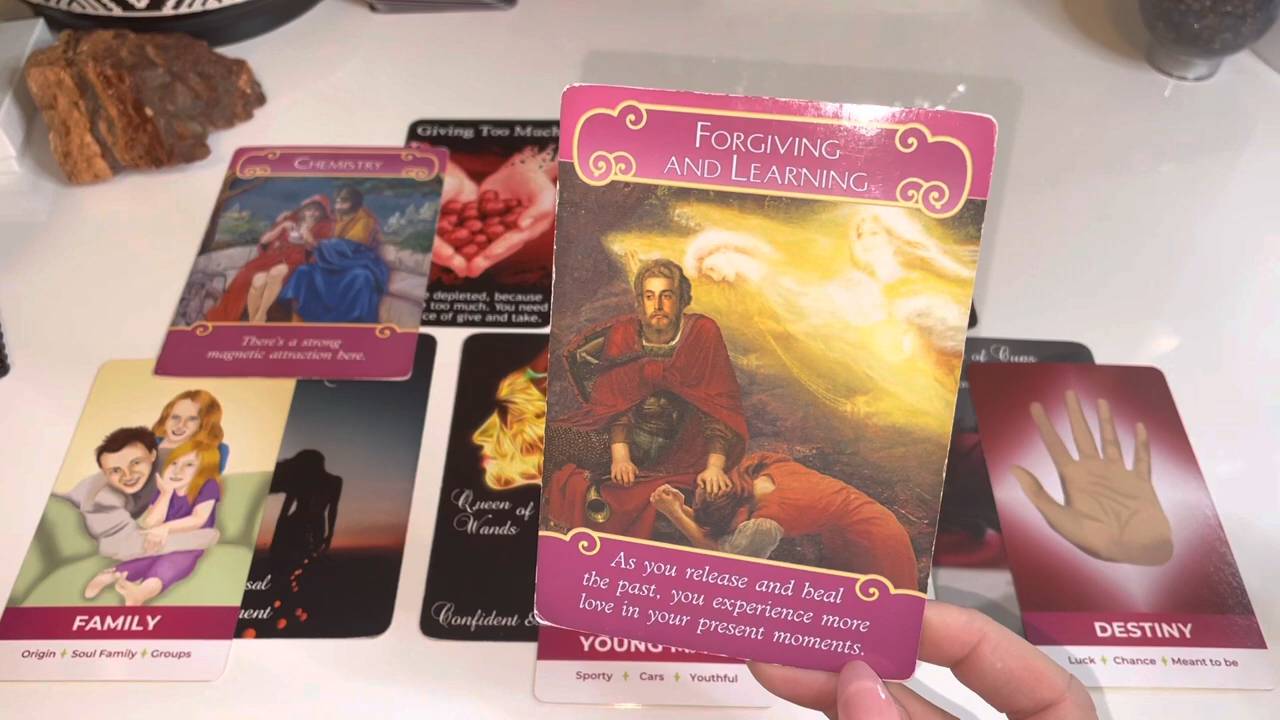 Giving Too Much
FORGIVING
AND LEARNING
CHEMISTRY
depleted, because
too much. You need
ce of give and take.
There's a strong
magnetic attraction here.
of Cups
Queen of
Wands
As you release and heal
the past, you experience more
love in your present moments.
Confident &
FAMILY
Origin Soul Family Groups
YOUNG
Sporty Cars Youthful
DESTINY
Luck Chance Meant to be